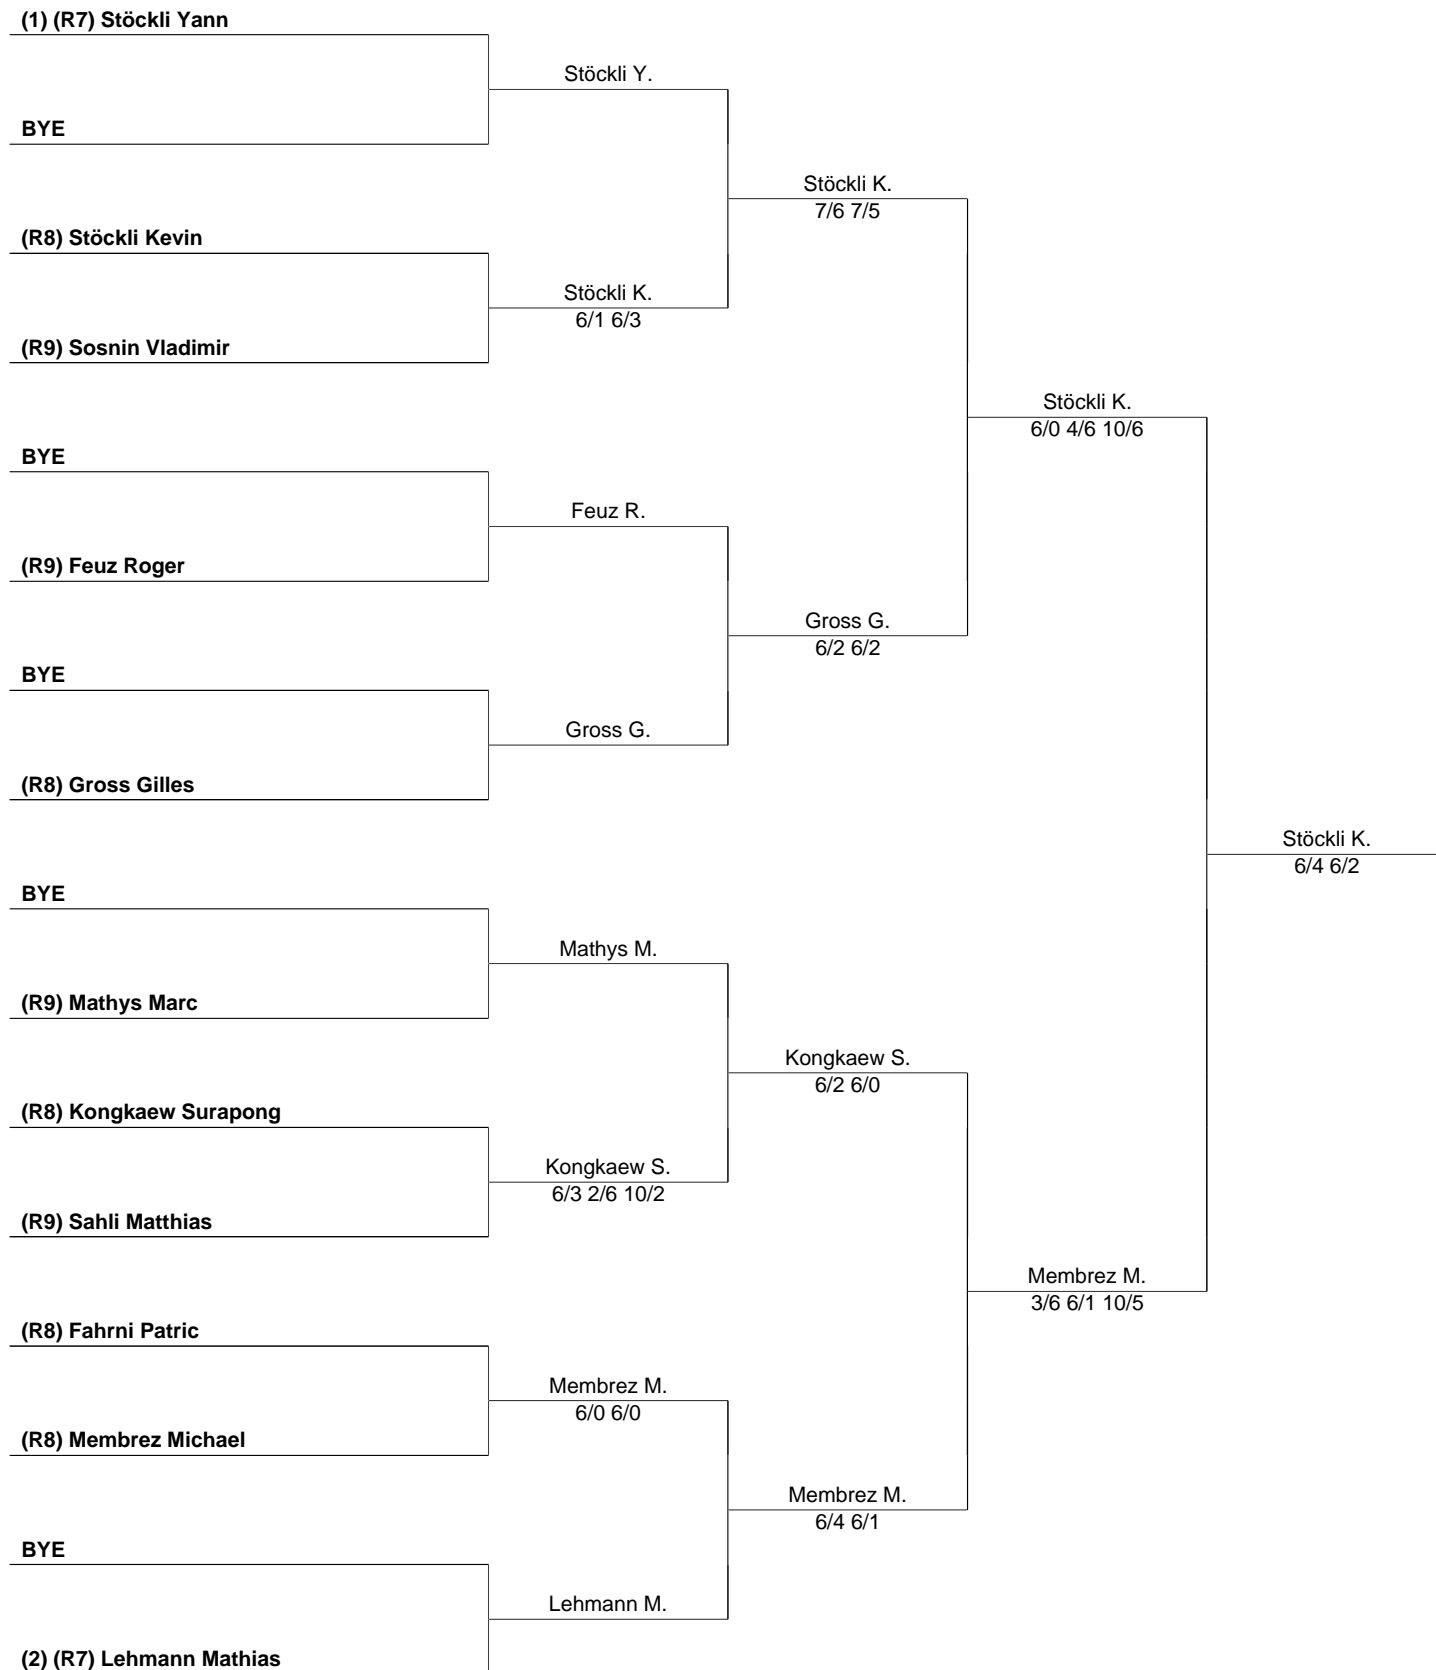 (1) (R7) Stöckli Yann
Stöckli Y.
BYE
Stöckli K.
7/6 7/5
(R8) Stöckli Kevin
Stöckli K.
6/1 6/3
(R9) Sosnin Vladimir
Stöckli K.
6/0 4/6 10/6
BYE
Feuz R.
(R9) Feuz Roger
Gross G.
6/2 6/2
BYE
Gross G.
(R8) Gross Gilles
Stöckli K.
6/4 6/2
BYE
Mathys M.
(R9) Mathys Marc
Kongkaew S.
6/2 6/0
(R8) Kongkaew Surapong
Kongkaew S.
6/3 2/6 10/2
(R9) Sahli Matthias
Membrez M.
3/6 6/1 10/5
(R8) Fahrni Patric
Membrez M.
6/0 6/0
(R8) Membrez Michael
Membrez M.
6/4 6/1
BYE
Lehmann M.
(2) (R7) Lehmann Mathias